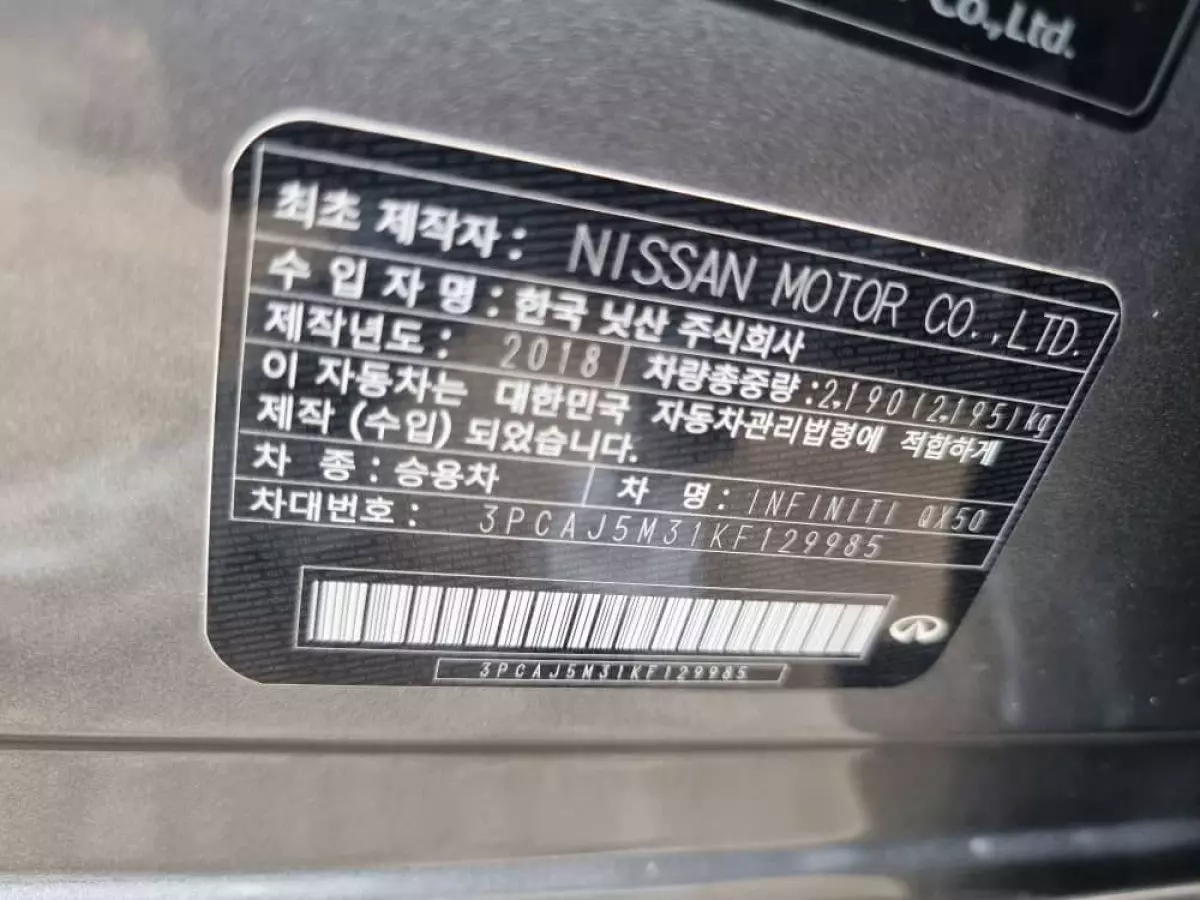 Co.,Ltd.
최초 제작자 : NISSAN MOTOR CO.,LTD.
수 입 자 명 : 한국 닛산 주식회사
제작년도 : 2018 차량총중량 : 2,190(2,195)kg
이 자동차는 대한민국 자동차관리법령에 적합하게
제작 (수입) 되었습니다.
차 종 : 승용차 차 명 : INFINITI QX50
차대번호 : 3PCAJ5M31KF129985
3PCAJ5M31KF129985